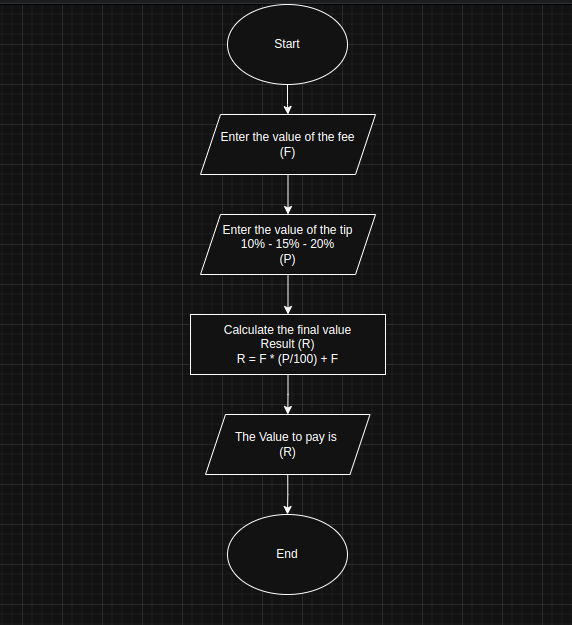 Start
Enter the value of the fee
(F)
Enter the value of the tip
10% - 15% - 20%
(P)
Calculate the final value
Result (R)
R = F * (P/100) + F
The Value to pay is
(R)
End